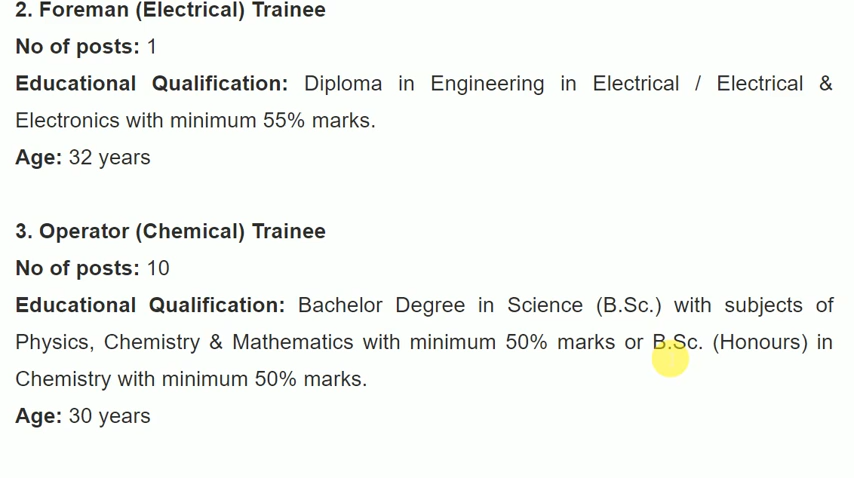 2. Foreman (Electrical) Trainee
No of posts: 1
Educational Qualification: Diploma in Engineering in Electrical / Electrical &
Electronics with minimum 55% marks.
Age: 32 years
3. Operator (Chemical) Trainee
No of posts: 10
Educational Qualification: Bachelor Degree in Science (B.Sc.) with subjects of
Physics, Chemistry & Mathematics with minimum 50% marks or B.Sc. (Honours) in
Chemistry with minimum 50% marks.
Age: 30 years